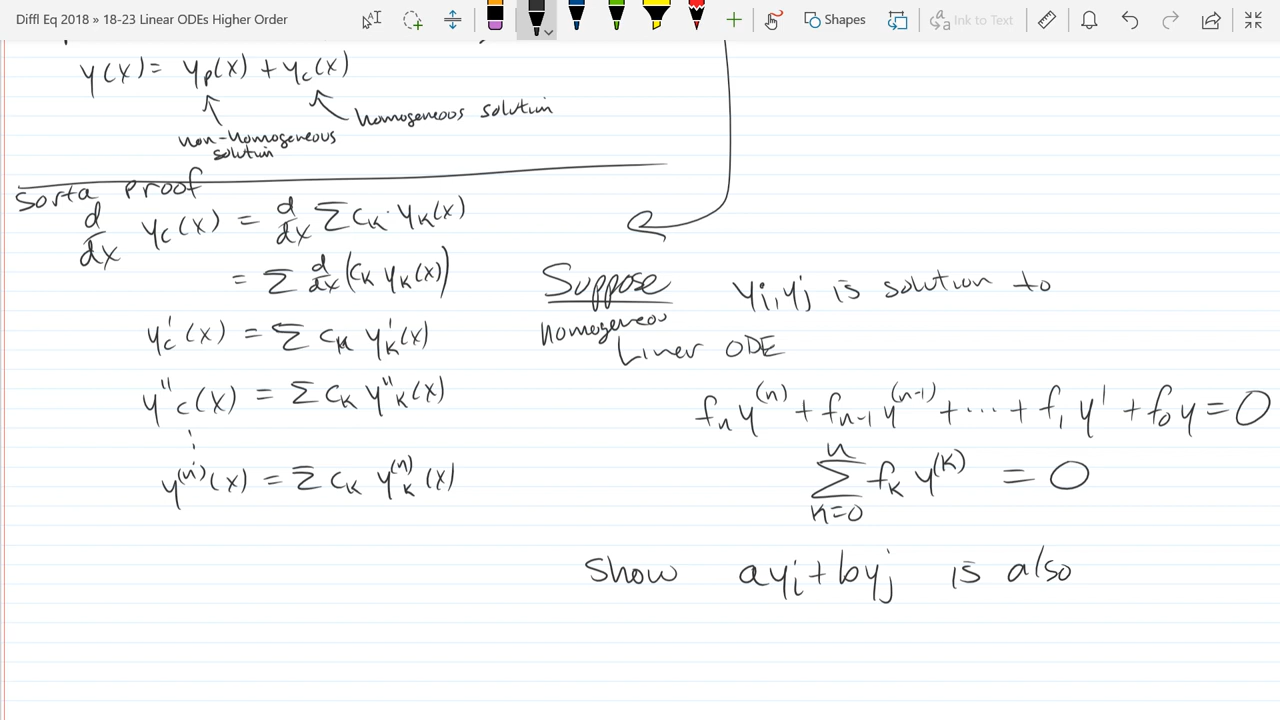 Diffl Eq 2018 » 18-23 Linear ODEs Higher Order
Shapes
Ink to Text
y(x) = yp(x) + yc(x)
homogeneous solution
non-homogeneous
solution
Sorta Proof
d/dx yc(x) = d/dx Σ cK · yK(x)
= Σ d/dx (cK yK(x))
y'c(x) = Σ cK y'K(x)
y''c(x) = Σ cK y''K(x)
⋮
y^(n)(x) = Σ cK y^(n)K(x)
Suppose yi, yj is solution to
homogeneous
Liner ODE
fn y^(n) + fn-1 y^(n-1) + ... + f1 y' + f0 y = 0
Σ_{K=0}^{n} fK y^(K) = 0
Show ayi + byj is also